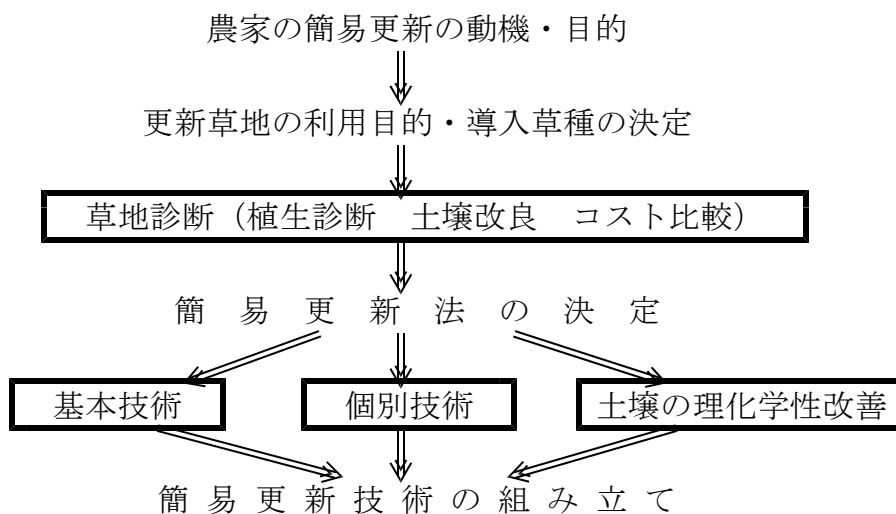 農家の簡易更新の動機・目的
更新草地の利用目的・導入草種の決定
草地診断（植生診断　土壌改良　コスト比較）
簡易更新法の決定
基本技術　個別技術　土壌の理化学性改善
簡易更新技術の組み立て